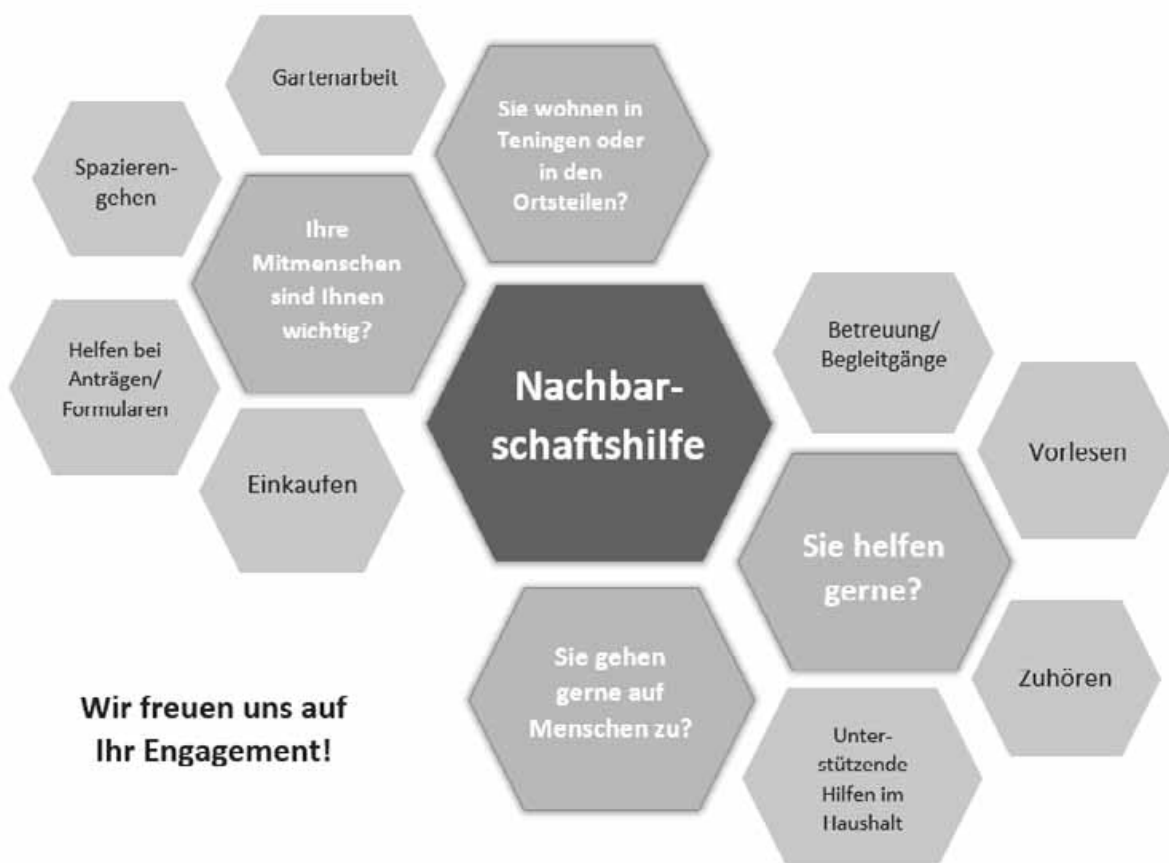 Gartenarbeit
Sie wohnen in
Teningen oder
in den
Ortsteilen?
Spazieren-
gehen
Ihre
Mitmenschen
sind Ihnen
wichtig?
Helfen bei
Anträgen/
Formularen
Einkaufen
Nachbar-
schaftshilfe
Betreuung/
Begleitgänge
Vorlesen
Sie helfen
gerne?
Sie gehen
gerne auf
Menschen zu?
Zuhören
Unter-
stützende
Hilfen im
Haushalt
Wir freuen uns auf
Ihr Engagement!